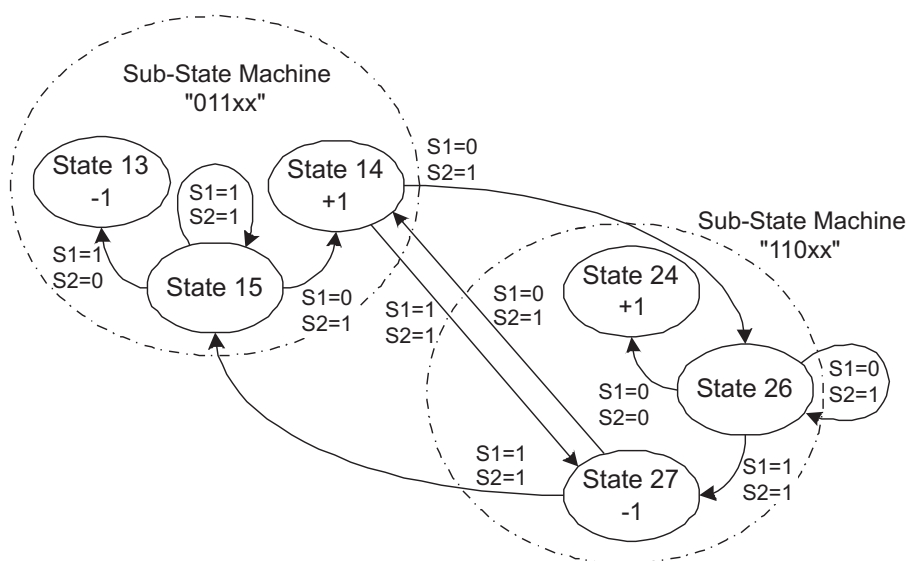 Sub-State Machine
"011xx"
State 13
-1
S1=1
S2=1
State 14
+1
S1=0
S2=1
S1=1
S2=0
State 15
S1=0
S2=1
S1=1
S2=1
S1=0
S2=1
Sub-State Machine
"110xx"
State 24
+1
S1=0
S2=0
State 26
S1=0
S2=1
S1=1
S2=1
State 27
-1
S1=1
S2=1